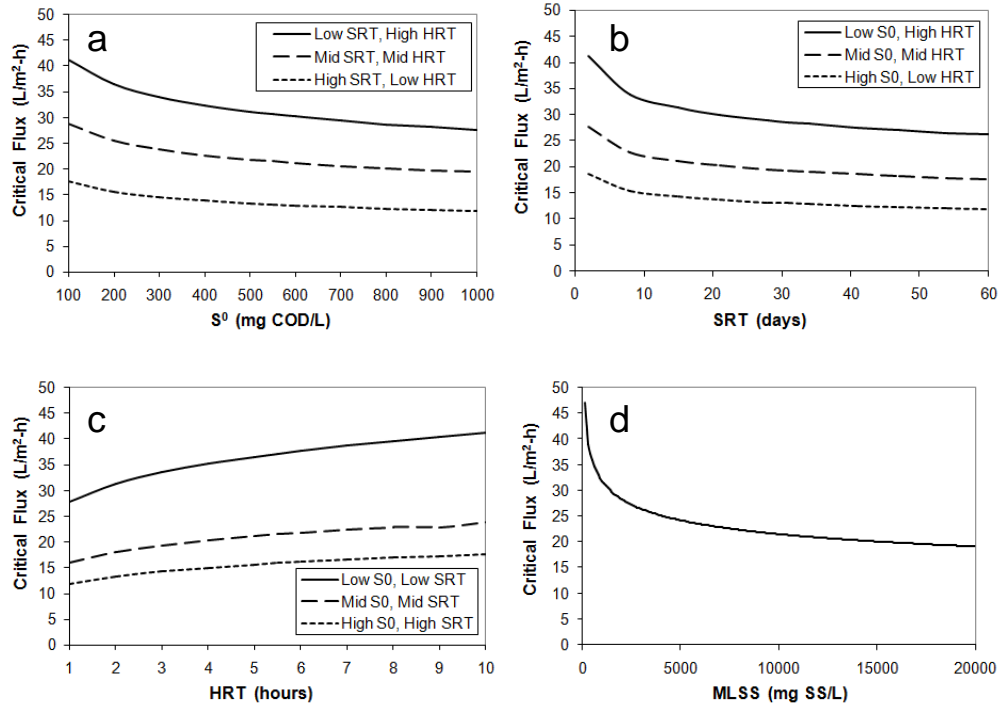 a
Low SRT, High HRT
Mid SRT, Mid HRT
High SRT, Low HRT
Critical Flux (L/m²-h)
50
45
40
35
30
25
20
15
10
5
0
100 200 300 400 500 600 700 800 900 1000
S⁰ (mg COD/L)
b
Low S0, High HRT
Mid S0, Mid HRT
High S0, Low HRT
Critical Flux (L/m²-h)
50
45
40
35
30
25
20
15
10
5
0
0 10 20 30 40 50 60
SRT (days)
c
Critical Flux (L/m²-h)
50
45
40
35
30
25
20
15
10
5
0
Low S0, Low SRT
Mid S0, Mid SRT
High S0, High SRT
1 2 3 4 5 6 7 8 9 10
HRT (hours)
d
Critical Flux (L/m²-h)
50
45
40
35
30
25
20
15
10
5
0
0 5000 10000 15000 20000
MLSS (mg SS/L)